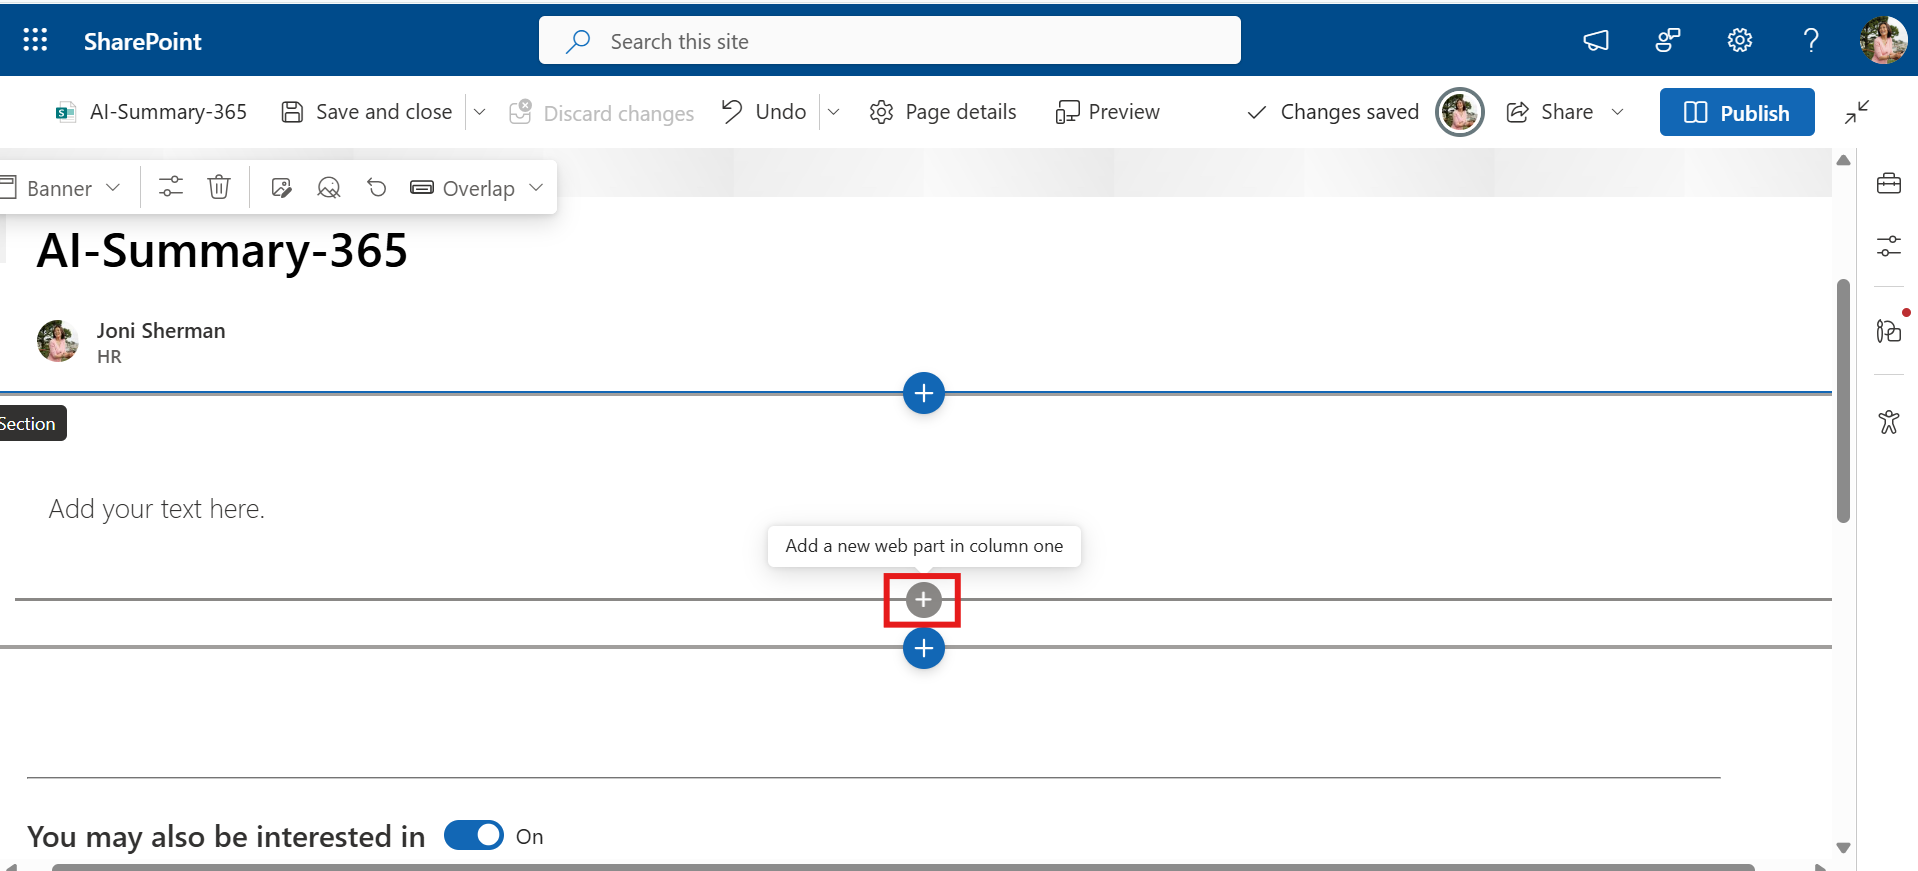 SharePoint
Search this site
AI-Summary-365
Save and close
Discard changes
Undo
Page details
Preview
Changes saved
Share
Publish
Banner
Overlap
AI-Summary-365
Joni Sherman
HR
Section
Add your text here.
Add a new web part in column one
You may also be interested in
On